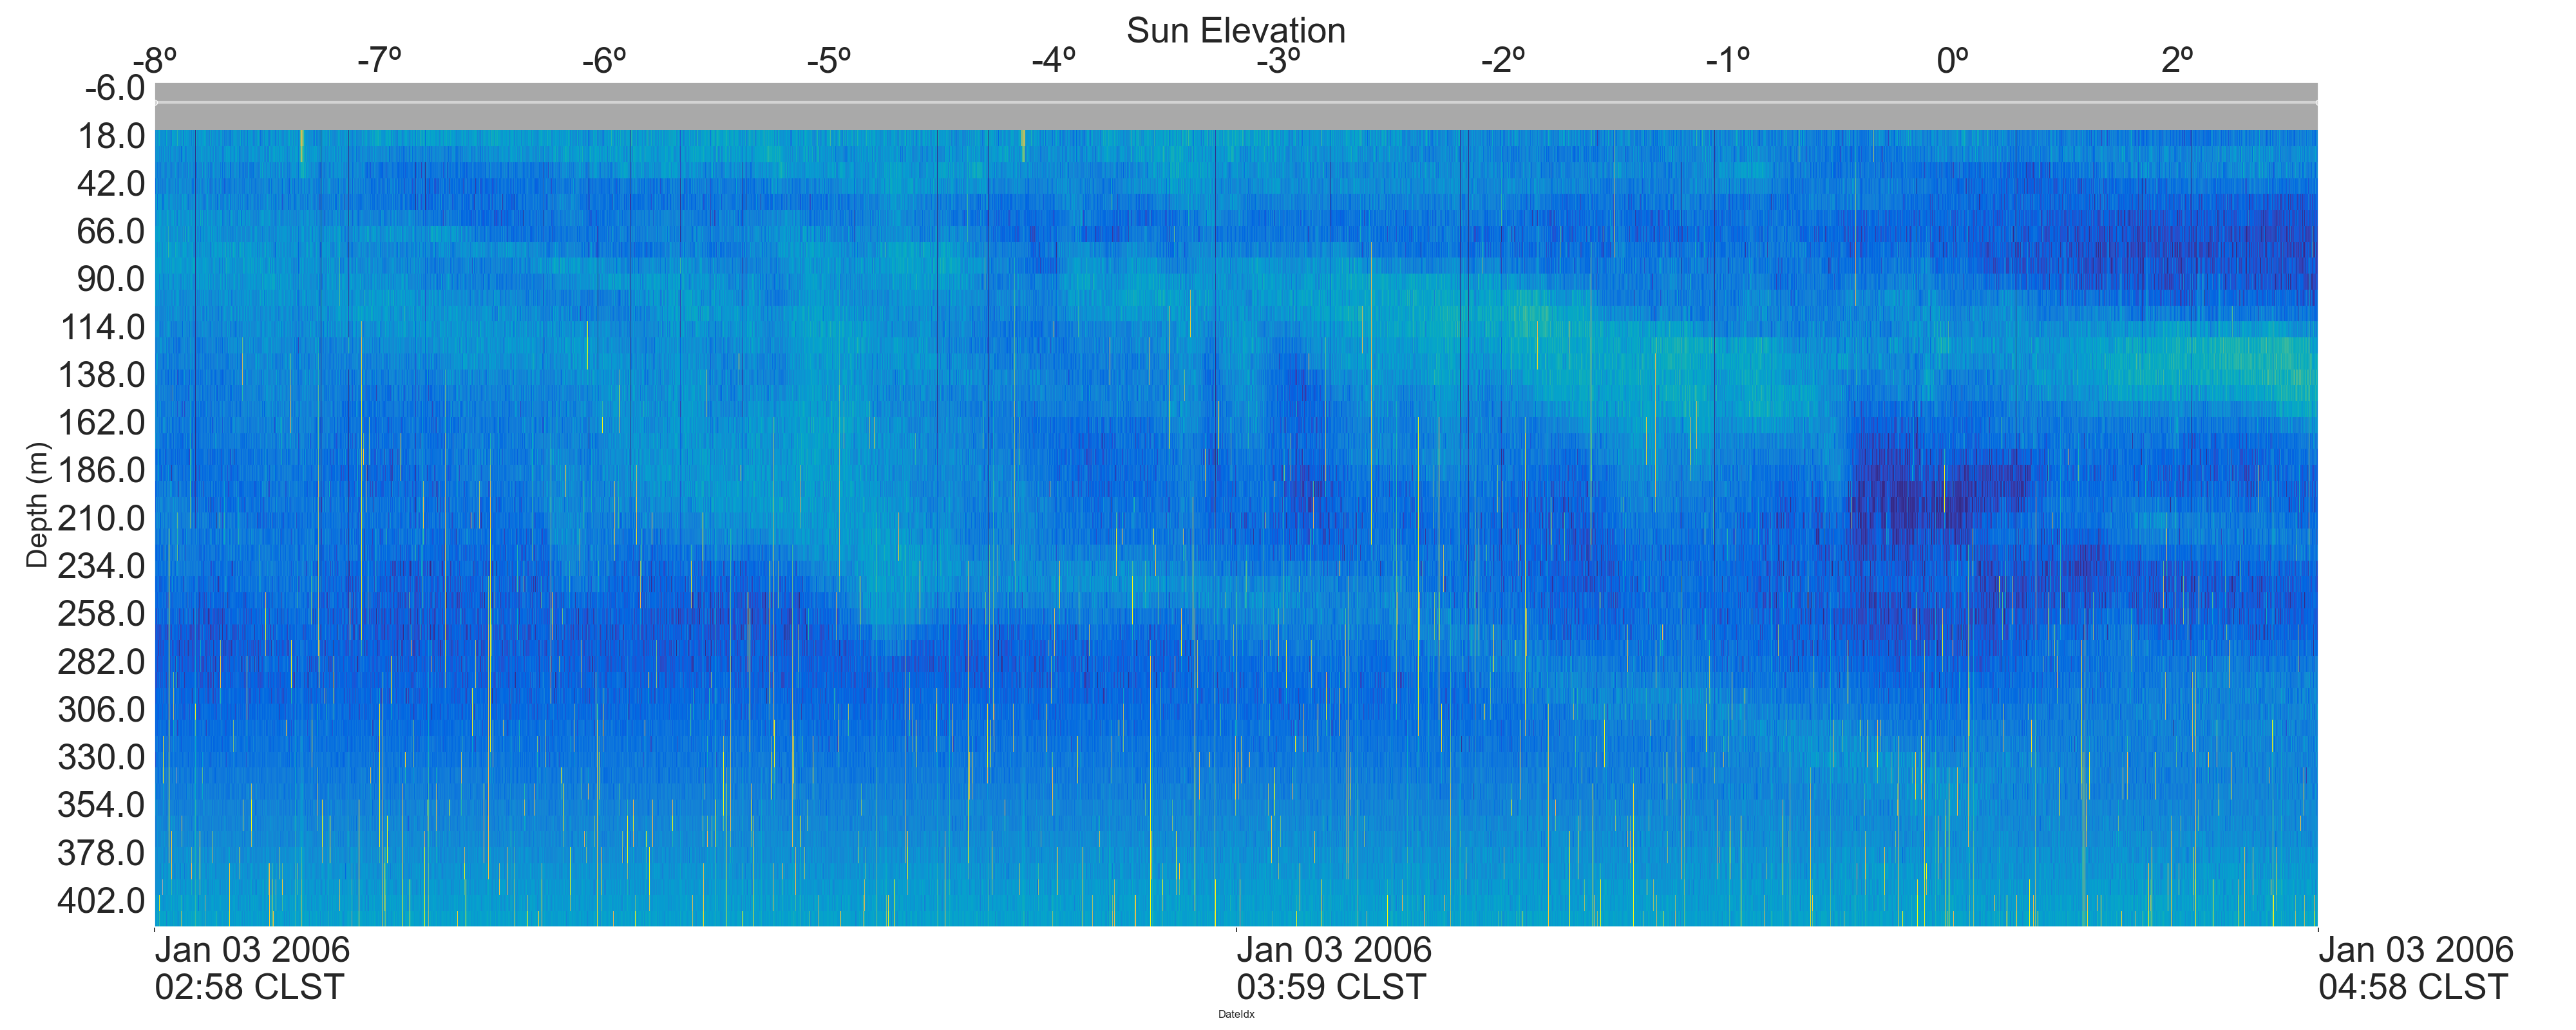 Sun Elevation
-8º -7º -6º -5º -4º -3º -2º -1º 0º 2º
-6.0
18.0
42.0
66.0
90.0
114.0
138.0
162.0
186.0
210.0
234.0
258.0
282.0
306.0
330.0
354.0
378.0
402.0
Depth (m)
Jan 03 2006
02:58 CLST
Jan 03 2006
03:59 CLST
Jan 03 2006
04:58 CLST
DateIdx